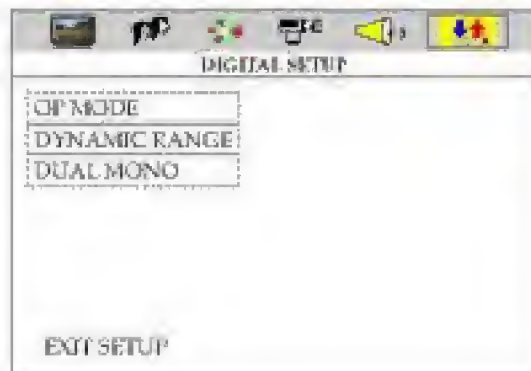 DIGITAL SETUP
OP MODE
DYNAMIC RANGE
DUAL MONO
EXIT SETUP